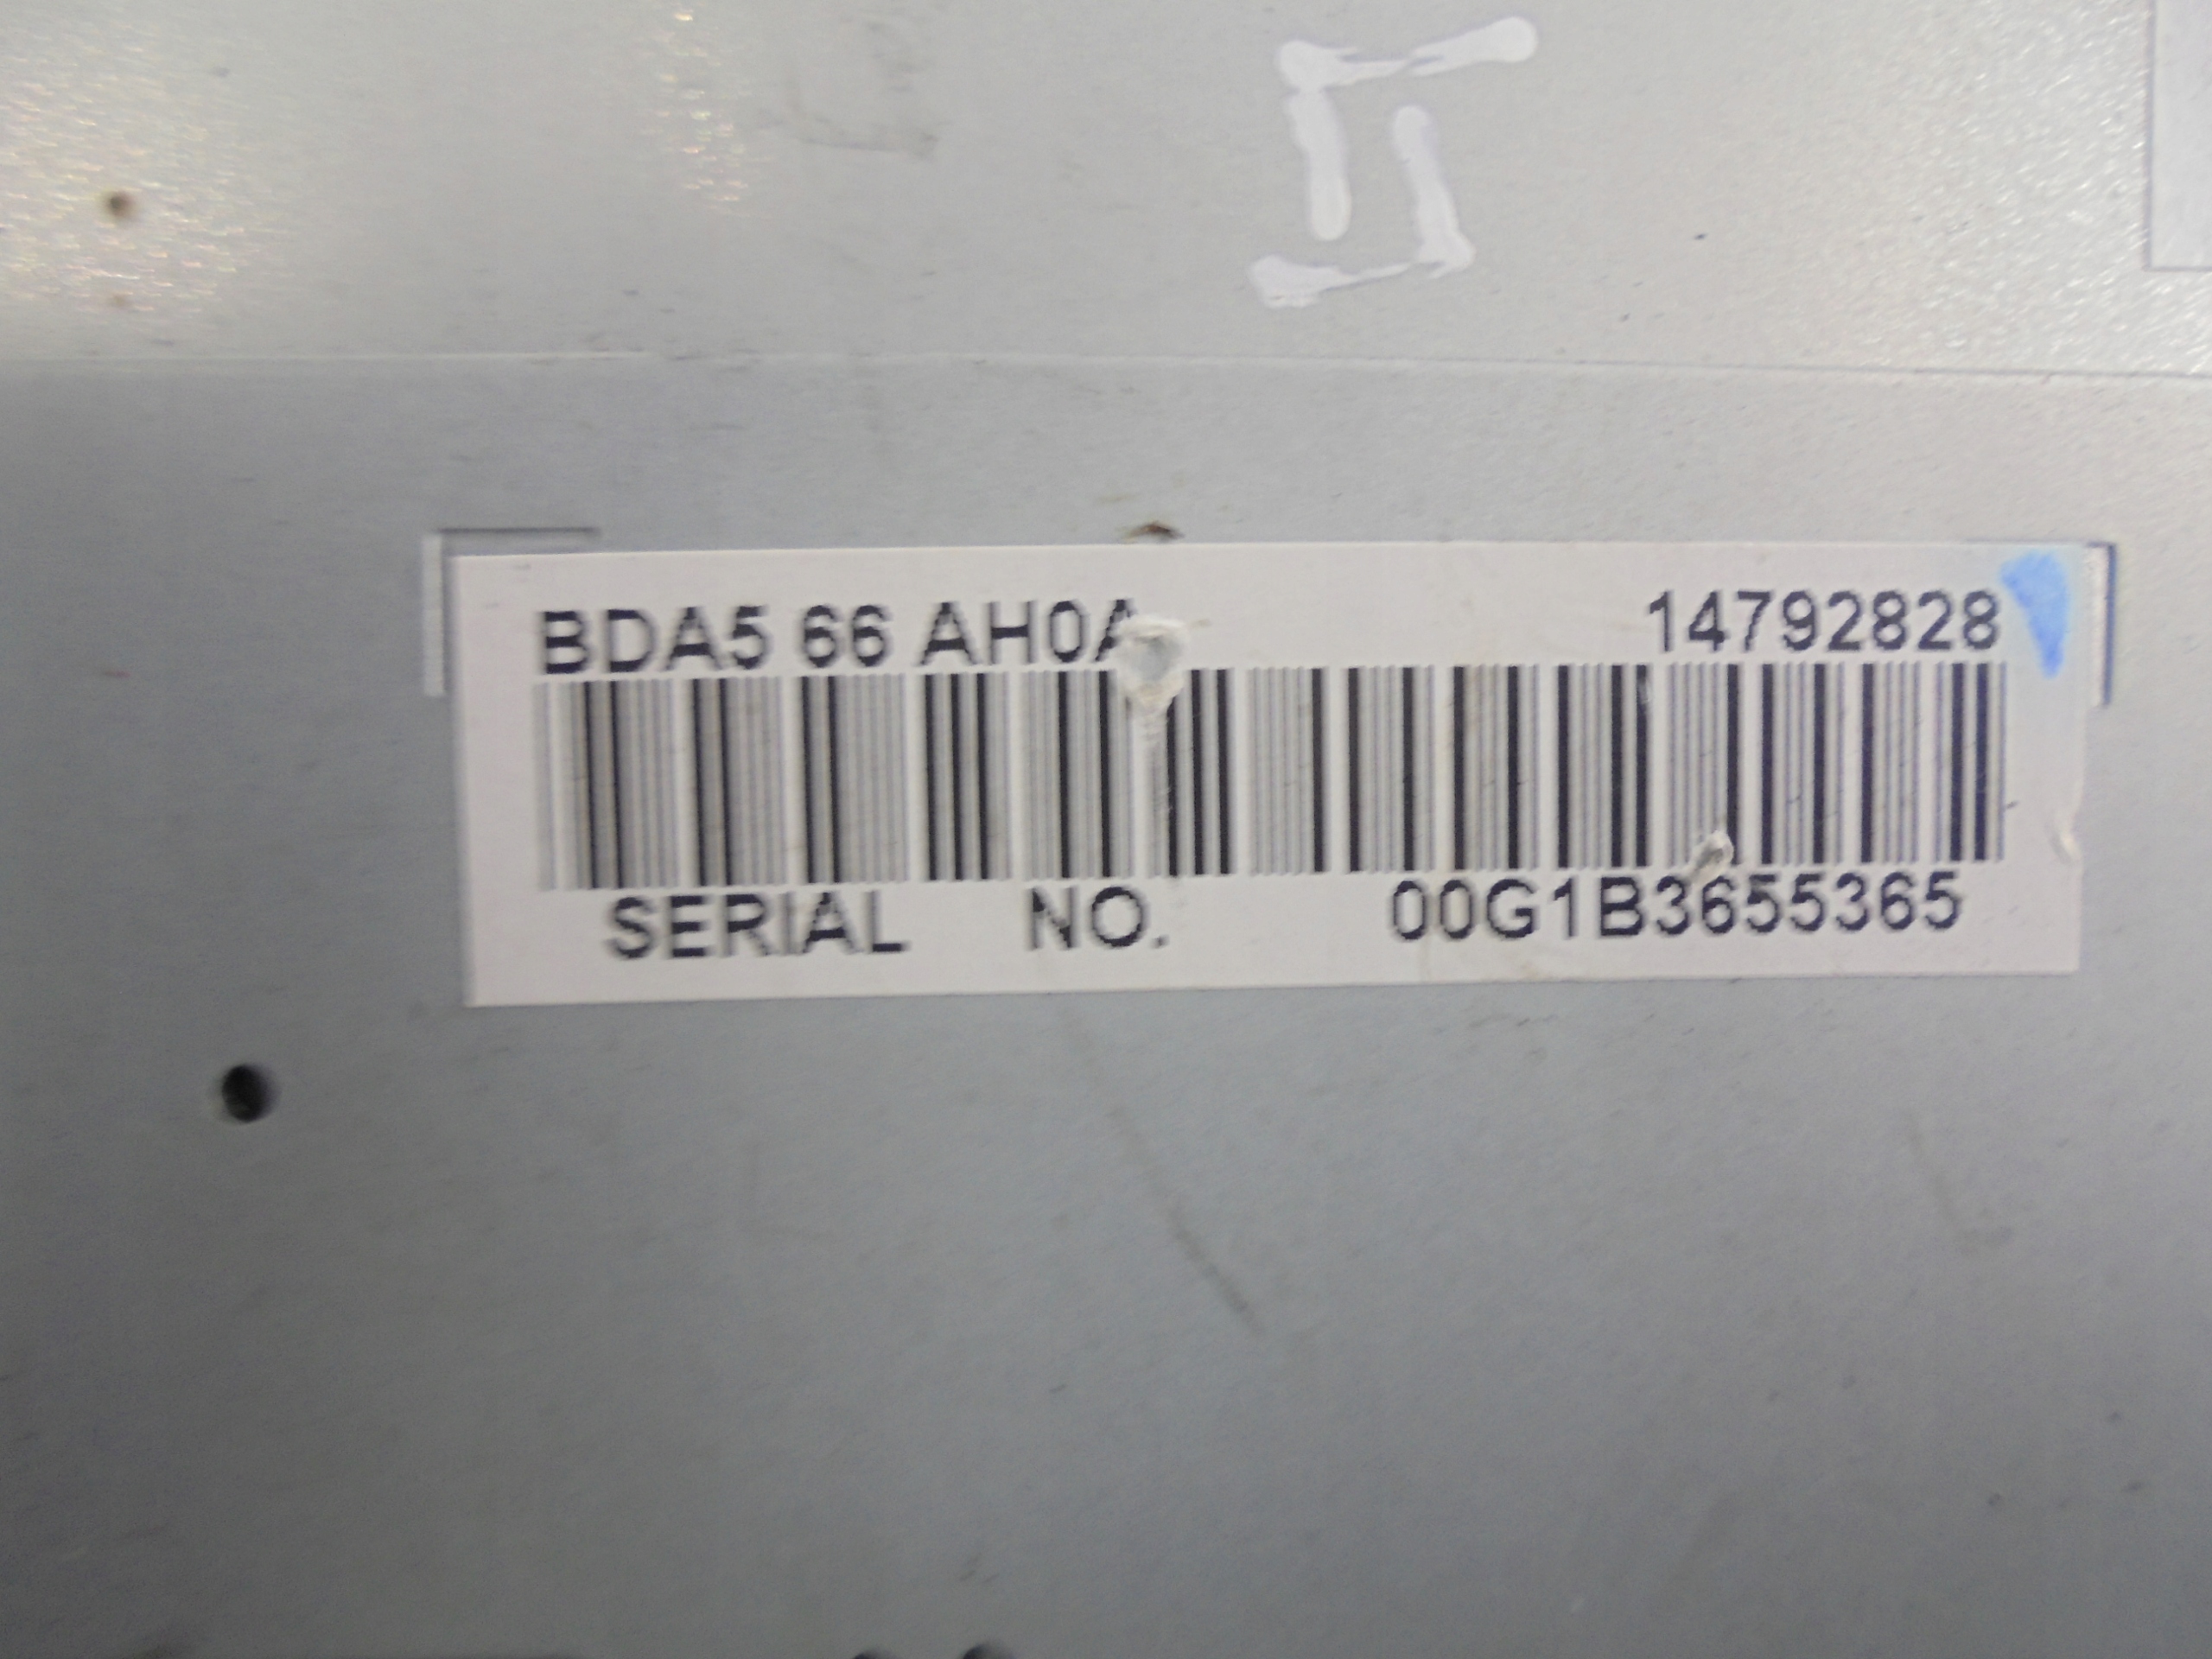 BDA5 66 AH0A 14792828
SERIAL NO. 00G1B3655365